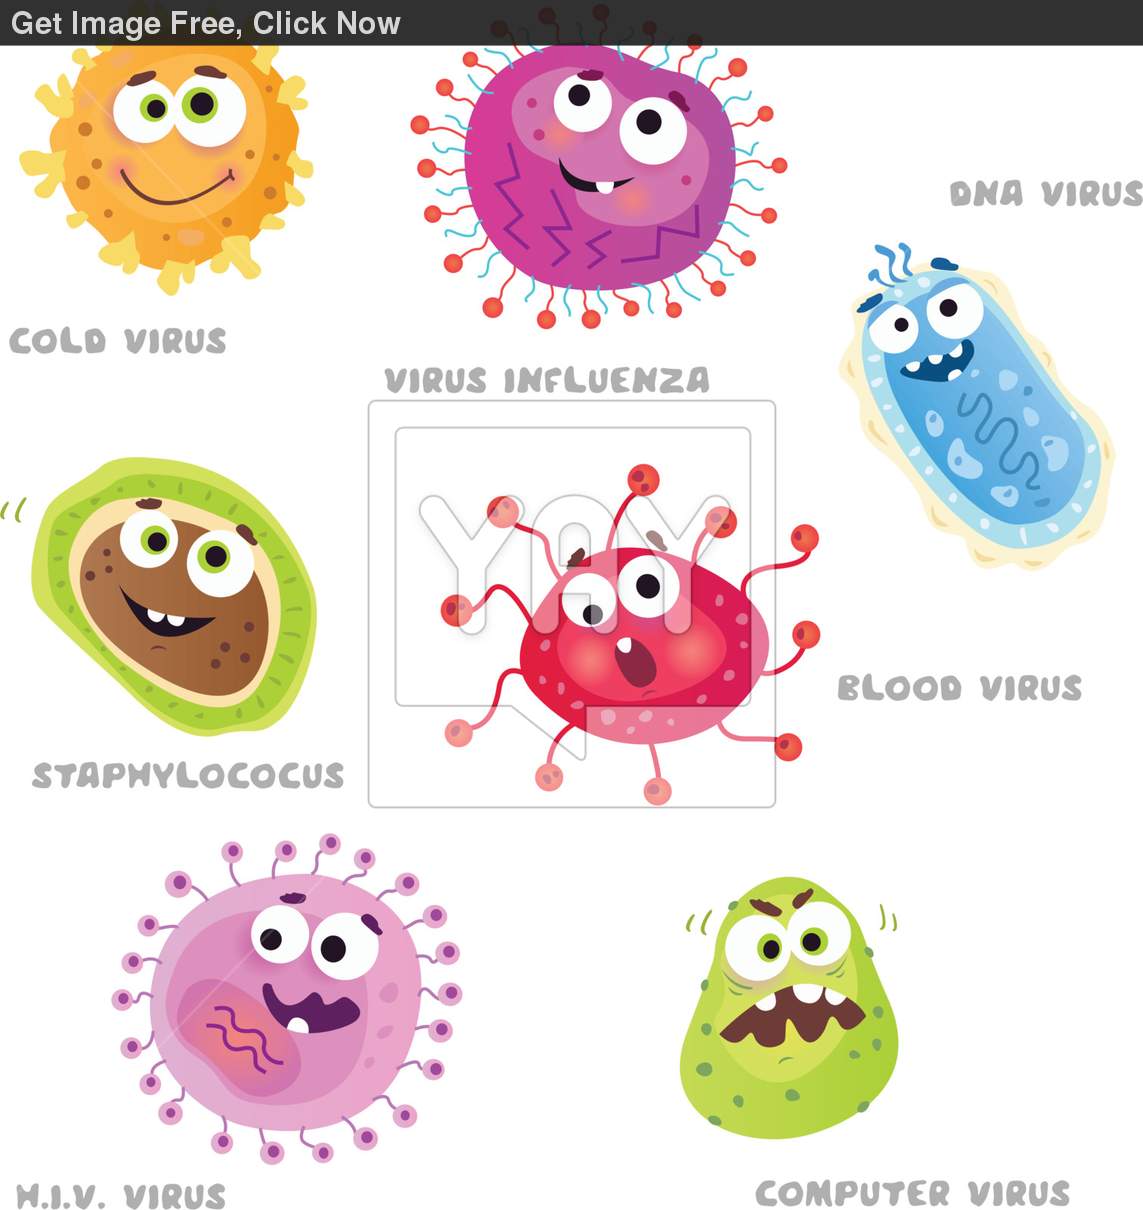 Get Image Free, Click Now
DNA VIRUS
COLD VIRUS
VIRUS INFLUENZA
YAY
BLOOD VIRUS
STAPHYLOCOCUS
H.I.V. VIRUS
COMPUTER VIRUS